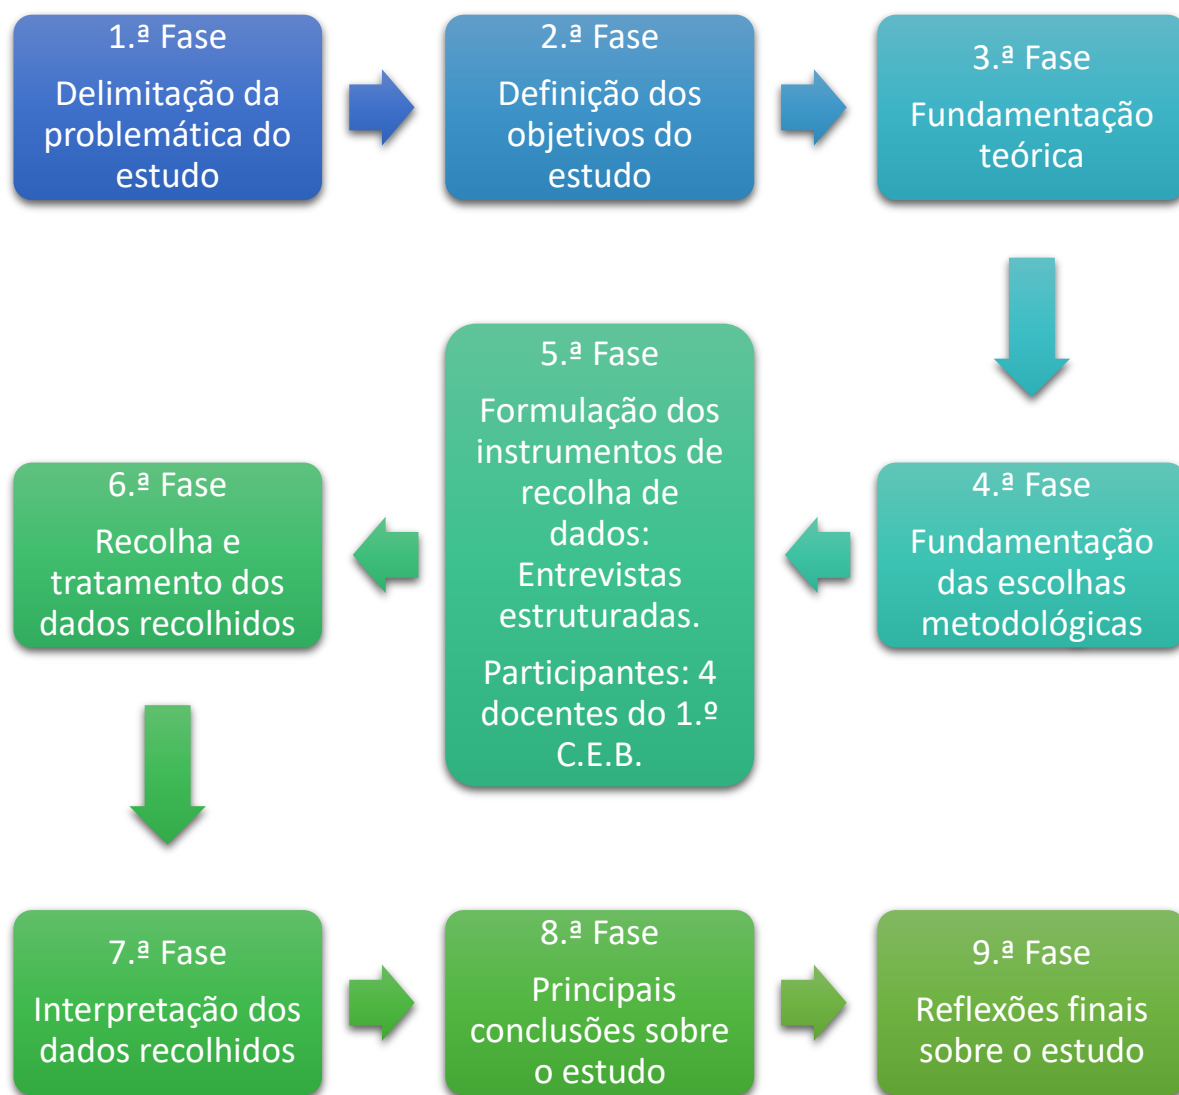 1.ª Fase
Delimitação da
problemática do
estudo
2.ª Fase
Definição dos
objetivos do
estudo
3.ª Fase
Fundamentação
teórica
4.ª Fase
Fundamentação
das escolhas
metodológicas
5.ª Fase
Formulação dos
instrumentos de
recolha de
dados:
Entrevistas
estruturadas.
Participantes: 4
docentes do 1.º
C.E.B.
6.ª Fase
Recolha e
tratamento dos
dados recolhidos
7.ª Fase
Interpretação dos
dados recolhidos
8.ª Fase
Principais
conclusões sobre
o estudo
9.ª Fase
Reflexões finais
sobre o estudo